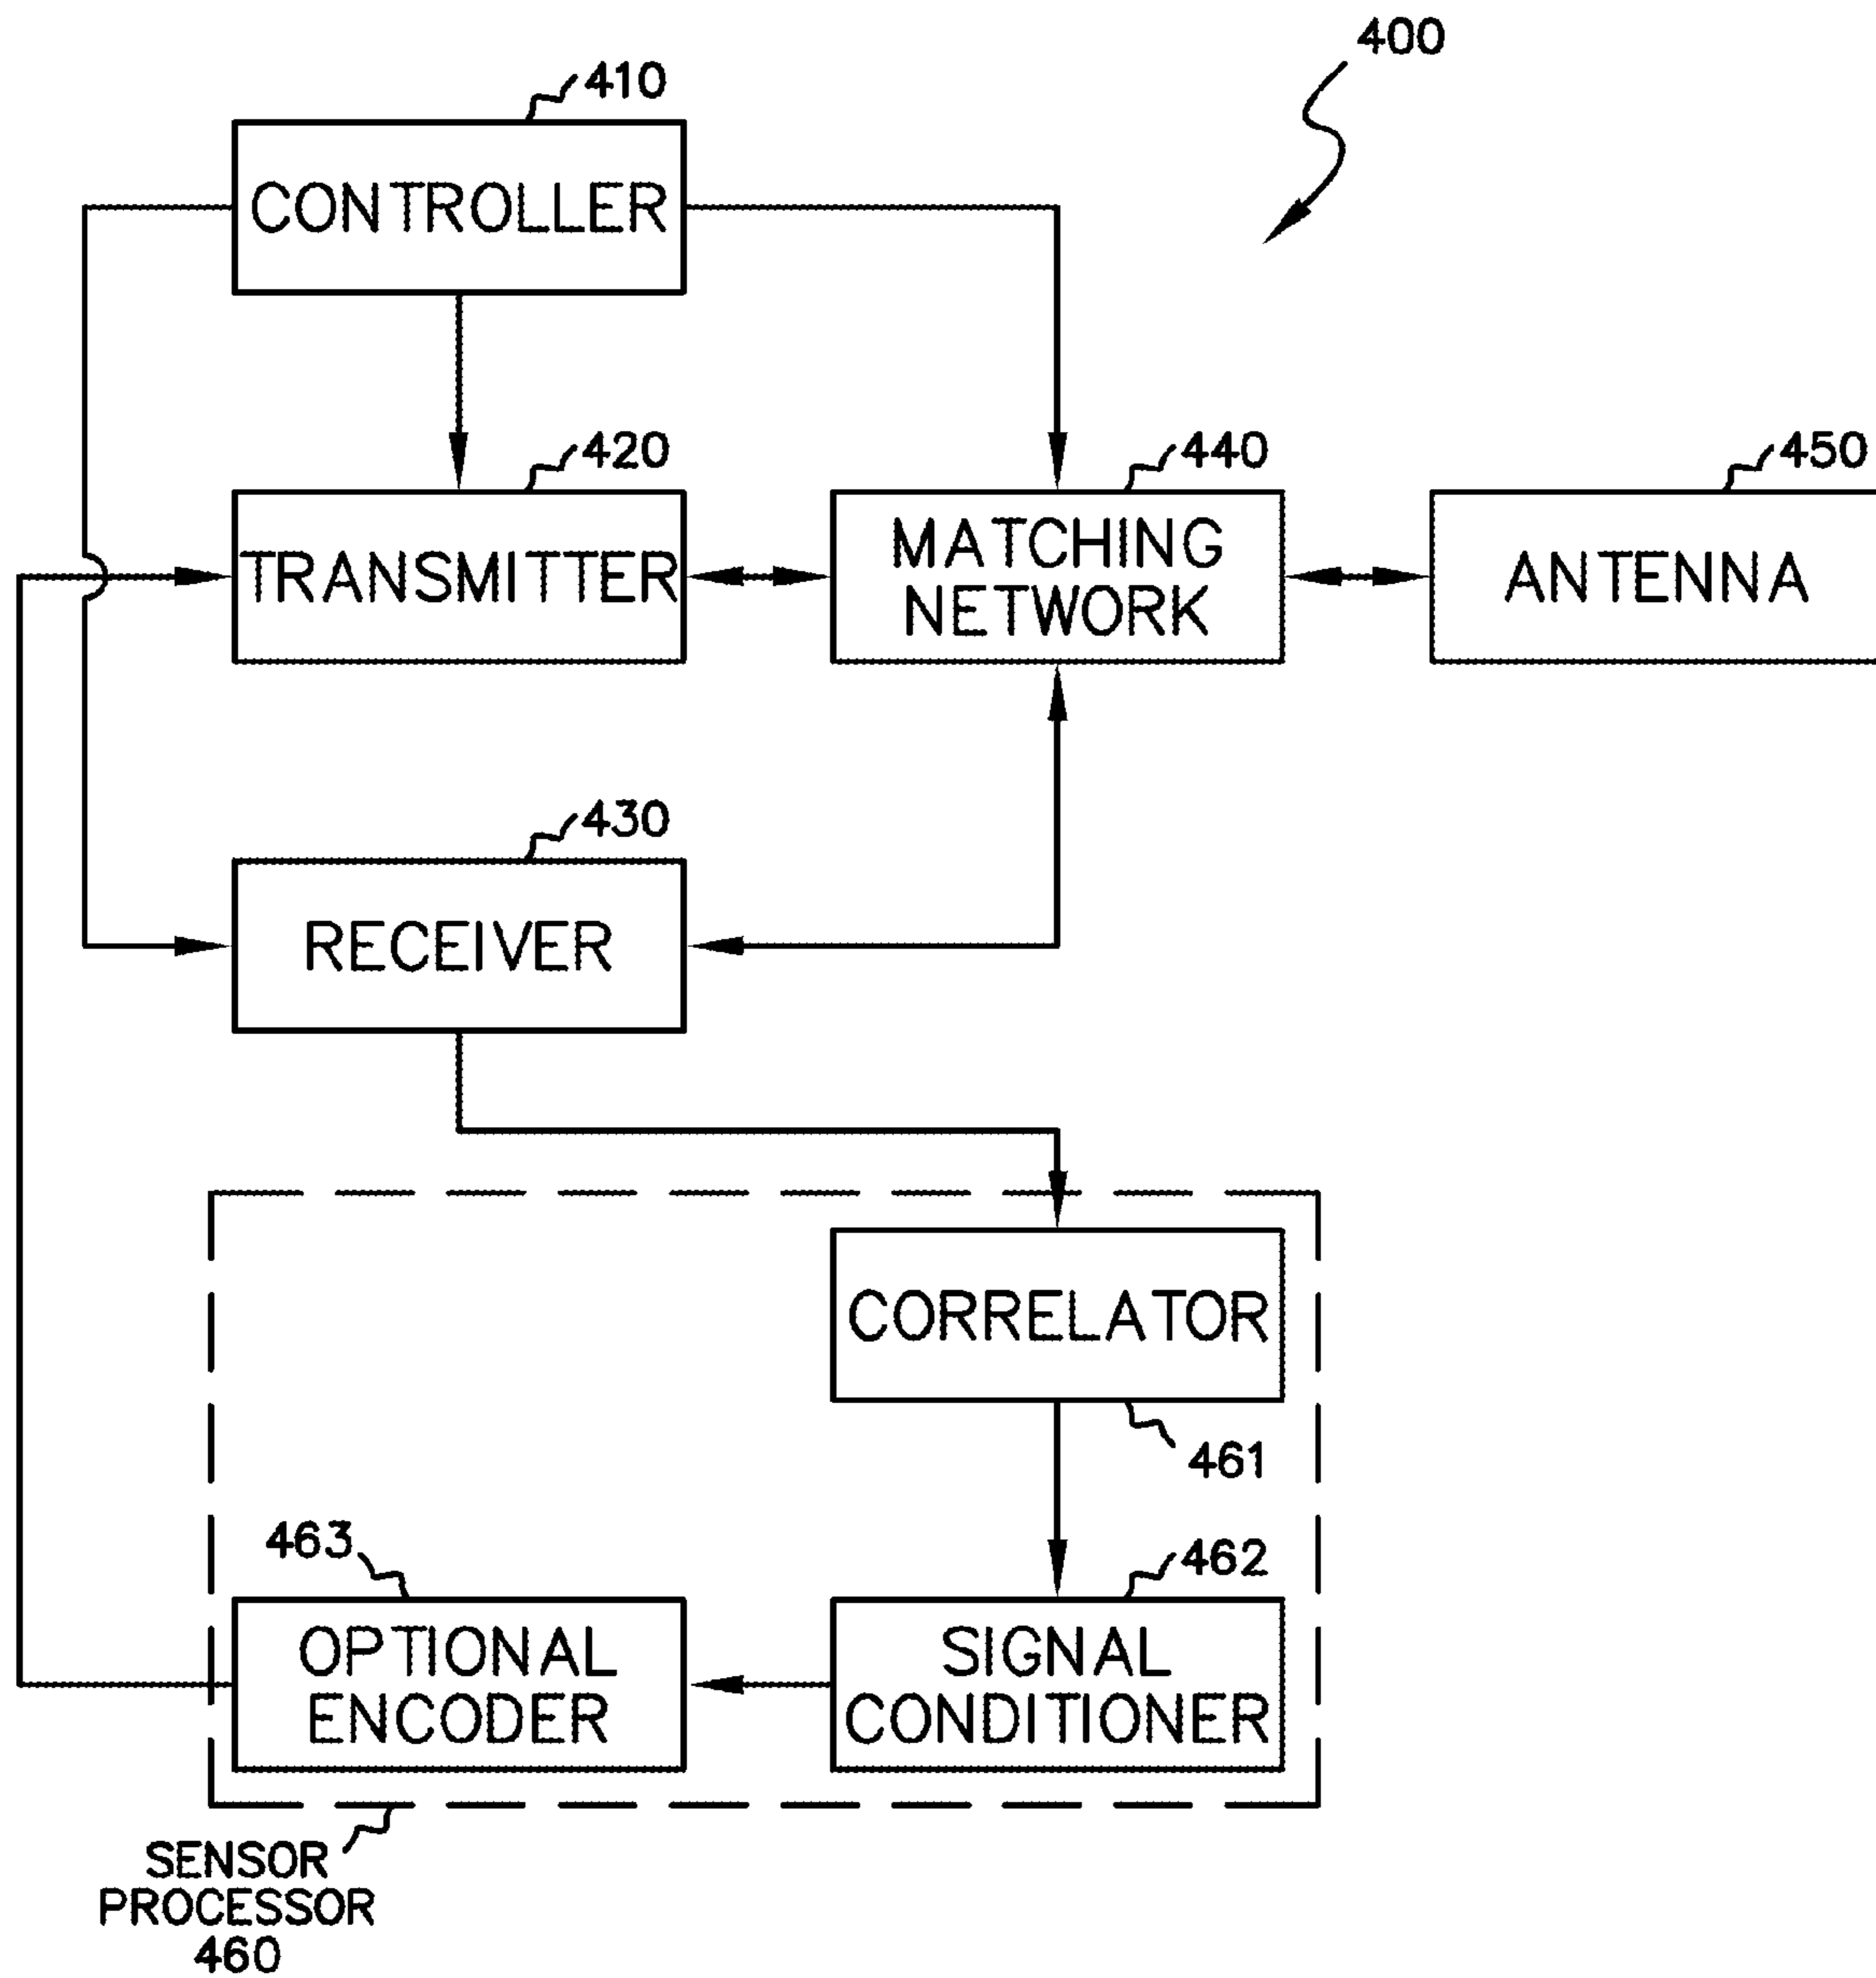 400
410
CONTROLLER
420
440
450
TRANSMITTER
MATCHING
NETWORK
ANTENNA
430
RECEIVER
CORRELATOR
461
463
462
OPTIONAL
ENCODER
SIGNAL
CONDITIONER
SENSOR
PROCESSOR
460